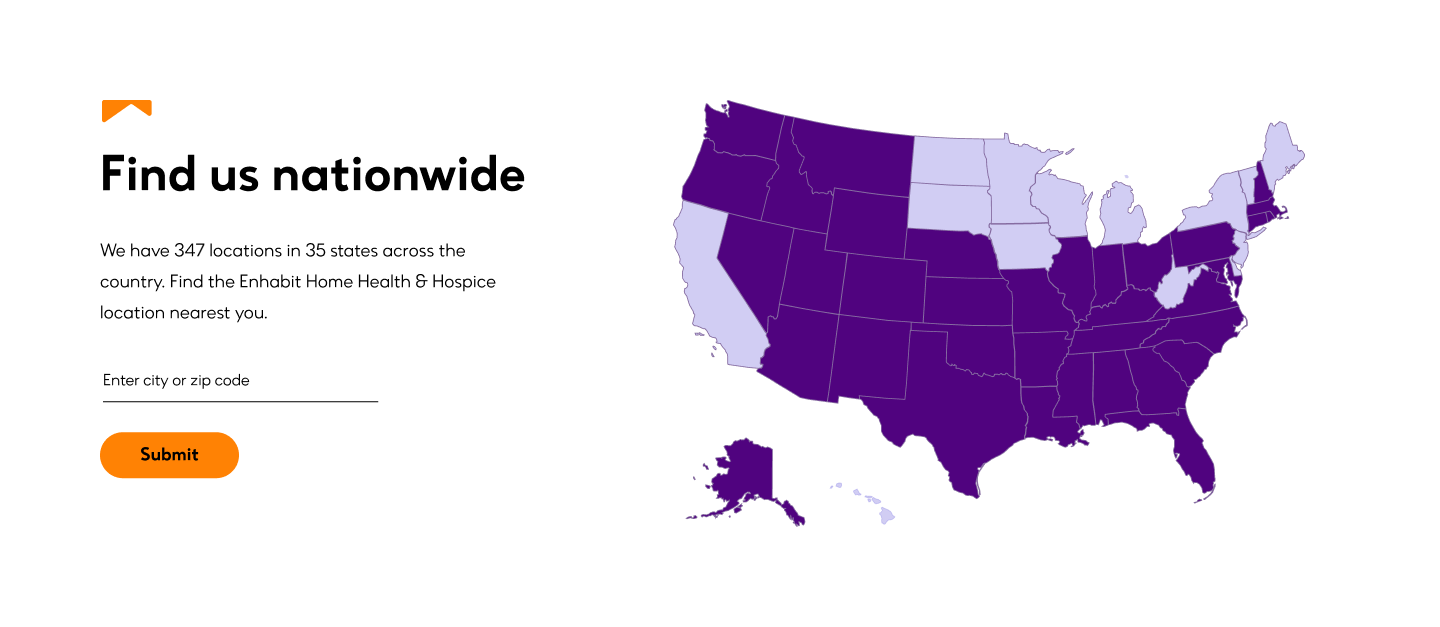 Find us nationwide
We have 347 locations in 35 states across the
country. Find the Enhabit Home Health & Hospice
location nearest you.
Enter city or zip code
Submit